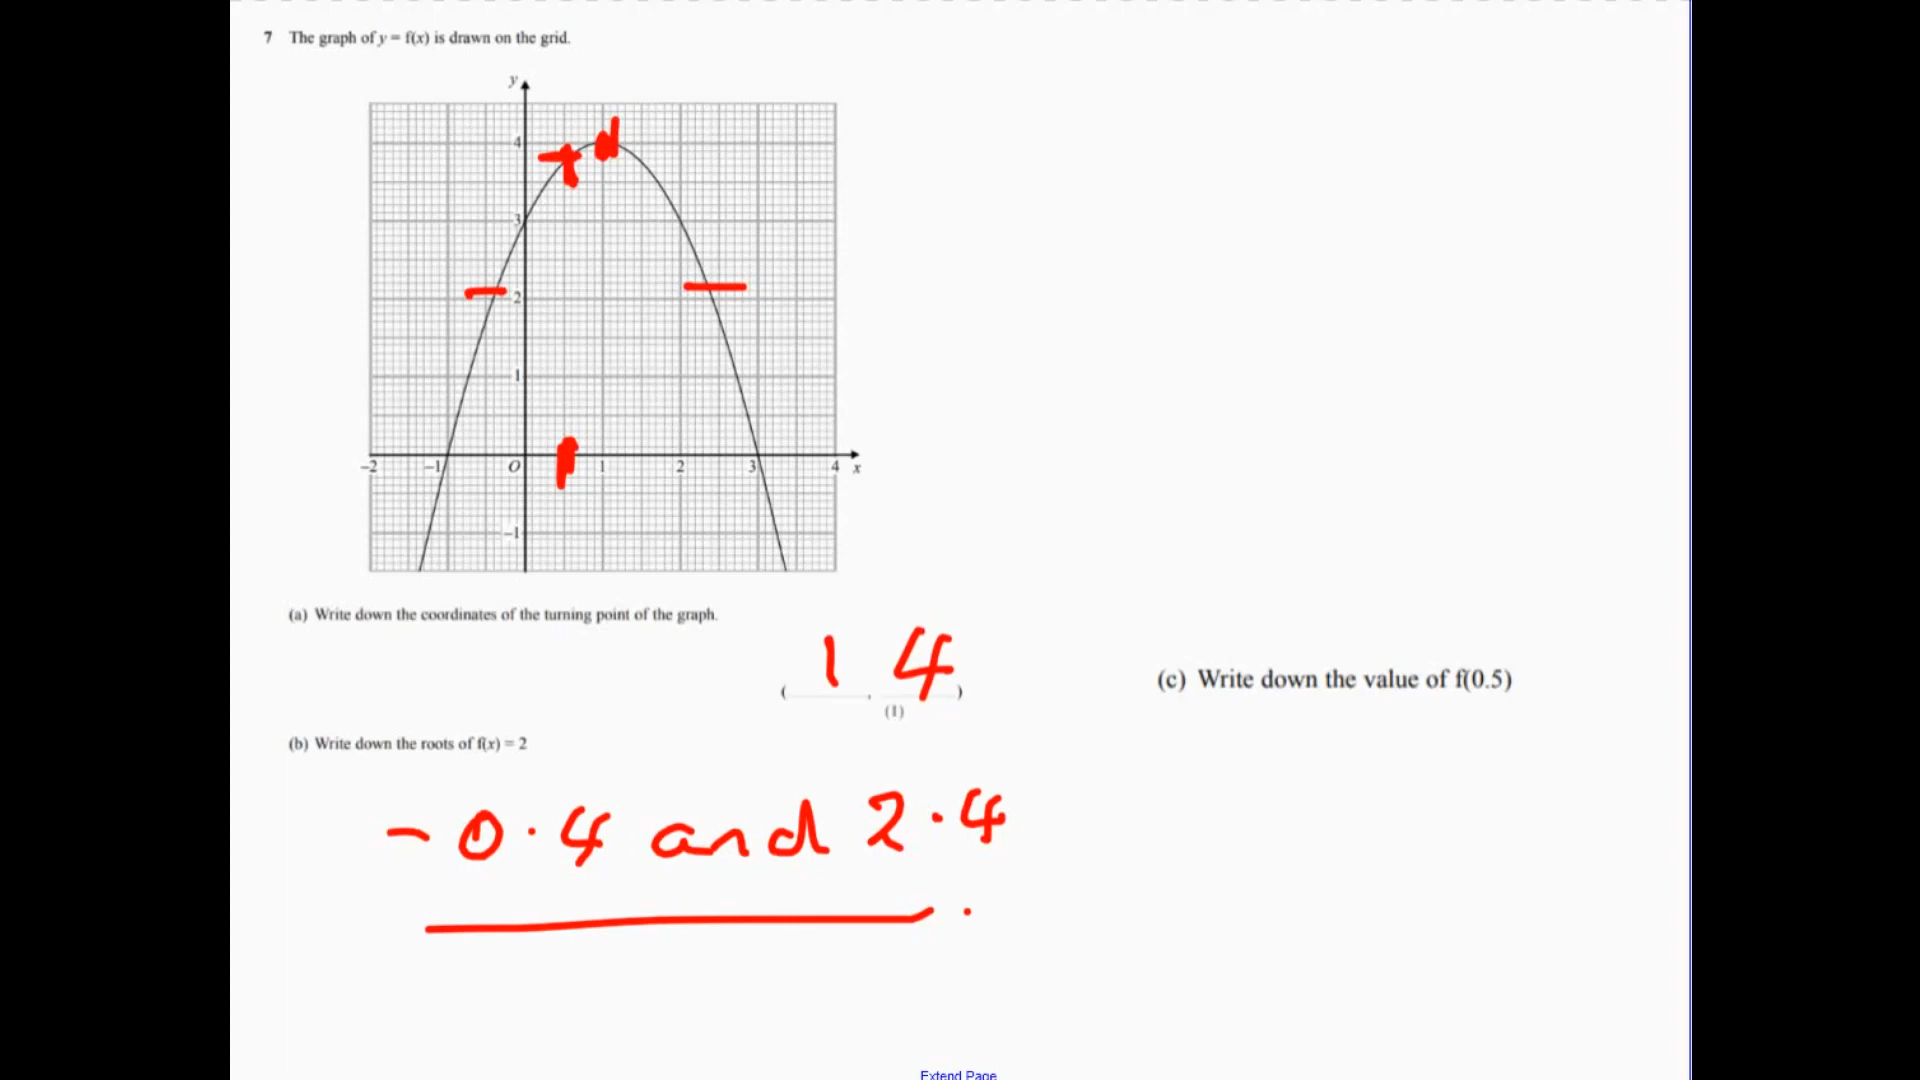 7 The graph of y = f(x) is drawn on the grid.
y
4
3
2
1
-2 -1 O 1 2 3 4 x
-1
(a) Write down the coordinates of the turning point of the graph.
( 1 , 4 )
(1)
(c) Write down the value of f(0.5)
(b) Write down the roots of f(x) = 2
- 0.4 and 2.4
Extend Page